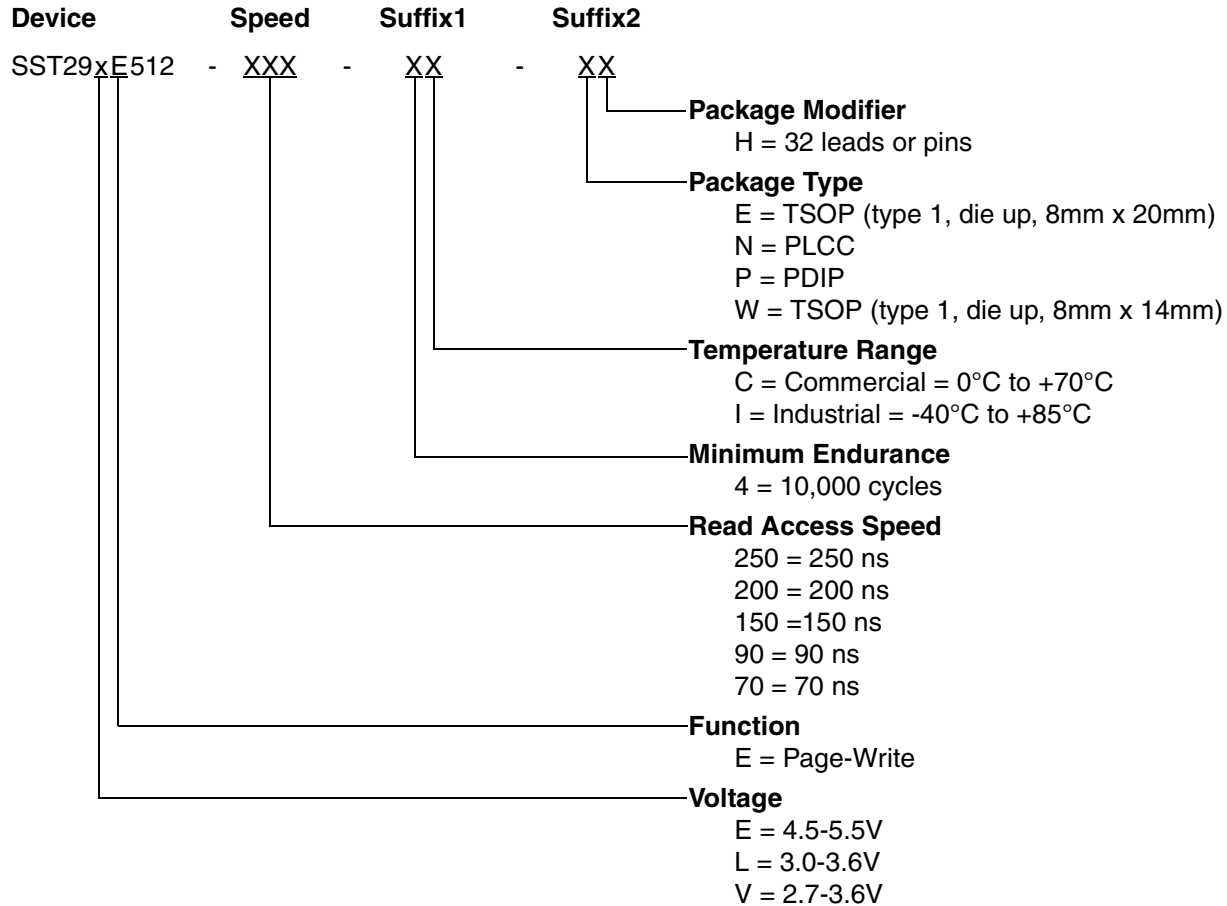 Device Speed Suffix1 Suffix2
SST29xE512 - XXX - XX - XX
Package Modifier
H = 32 leads or pins
Package Type
E = TSOP (type 1, die up, 8mm x 20mm)
N = PLCC
P = PDIP
W = TSOP (type 1, die up, 8mm x 14mm)
Temperature Range
C = Commercial = 0°C to +70°C
I = Industrial = -40°C to +85°C
Minimum Endurance
4 = 10,000 cycles
Read Access Speed
250 = 250 ns
200 = 200 ns
150 =150 ns
90 = 90 ns
70 = 70 ns
Function
E = Page-Write
Voltage
E = 4.5-5.5V
L = 3.0-3.6V
V = 2.7-3.6V